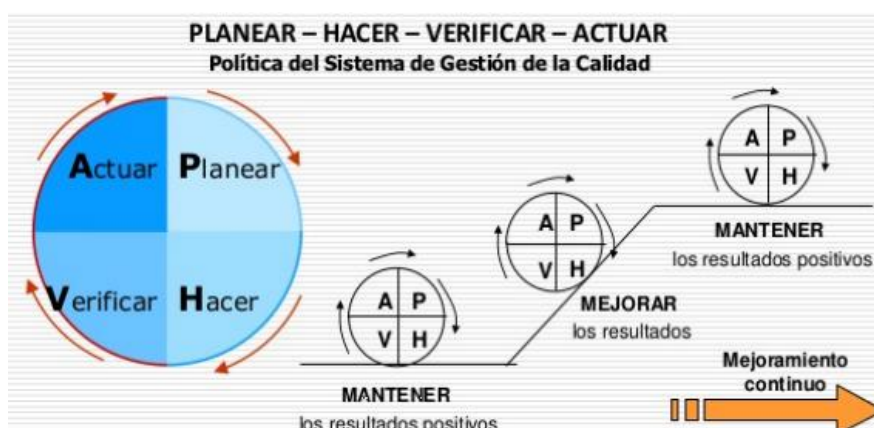 PLANEAR – HACER – VERIFICAR – ACTUAR
Política del Sistema de Gestión de la Calidad
Actuar
Planear
Verificar
Hacer
A P
V H
MANTENER
los resultados positivos
A P
V H
MEJORAR
los resultados
A P
V H
MANTENER
los resultados positivos
Mejoramiento
continuo